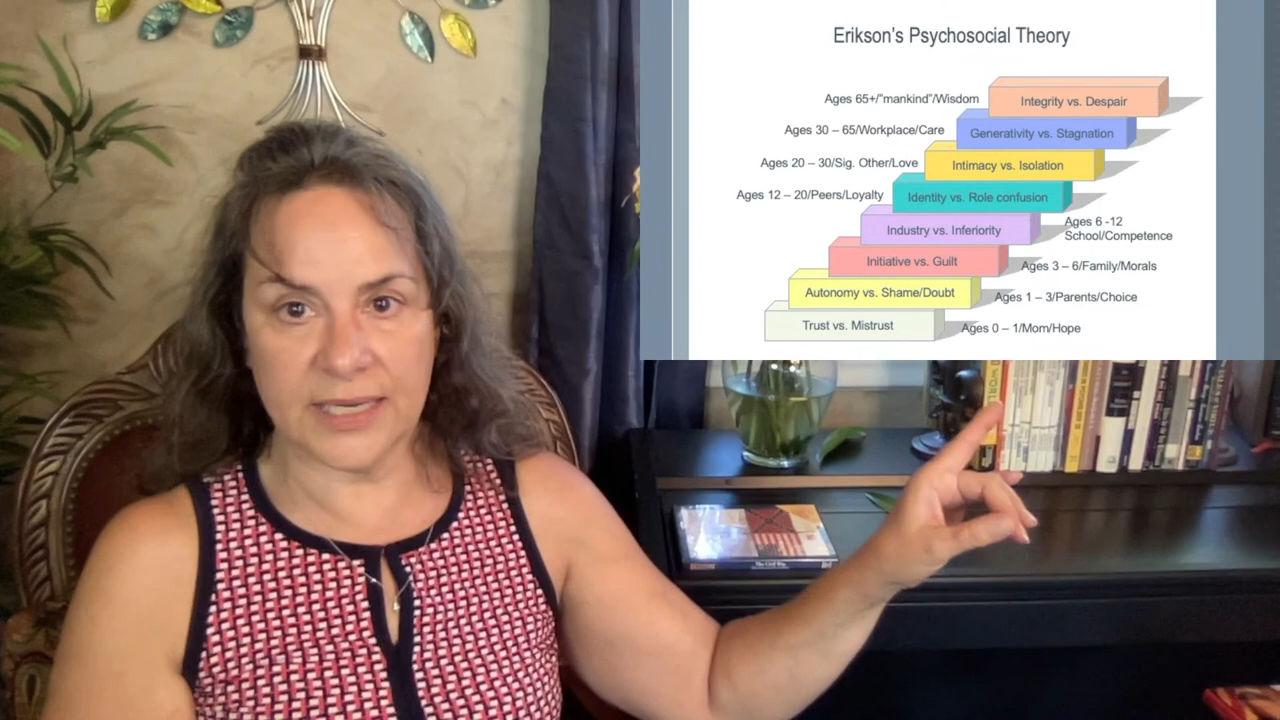 Erikson's Psychosocial Theory
Ages 65+/"mankind"/Wisdom
Integrity vs. Despair
Ages 30 – 65/Workplace/Care
Generativity vs. Stagnation
Ages 20 – 30/Sig. Other/Love
Intimacy vs. Isolation
Ages 12 – 20/Peers/Loyalty
Identity vs. Role confusion
Industry vs. Inferiority
Ages 6 -12
School/Competence
Initiative vs. Guilt
Ages 3 – 6/Family/Morals
Autonomy vs. Shame/Doubt
Ages 1 – 3/Parents/Choice
Trust vs. Mistrust
Ages 0 – 1/Mom/Hope
The Civil War